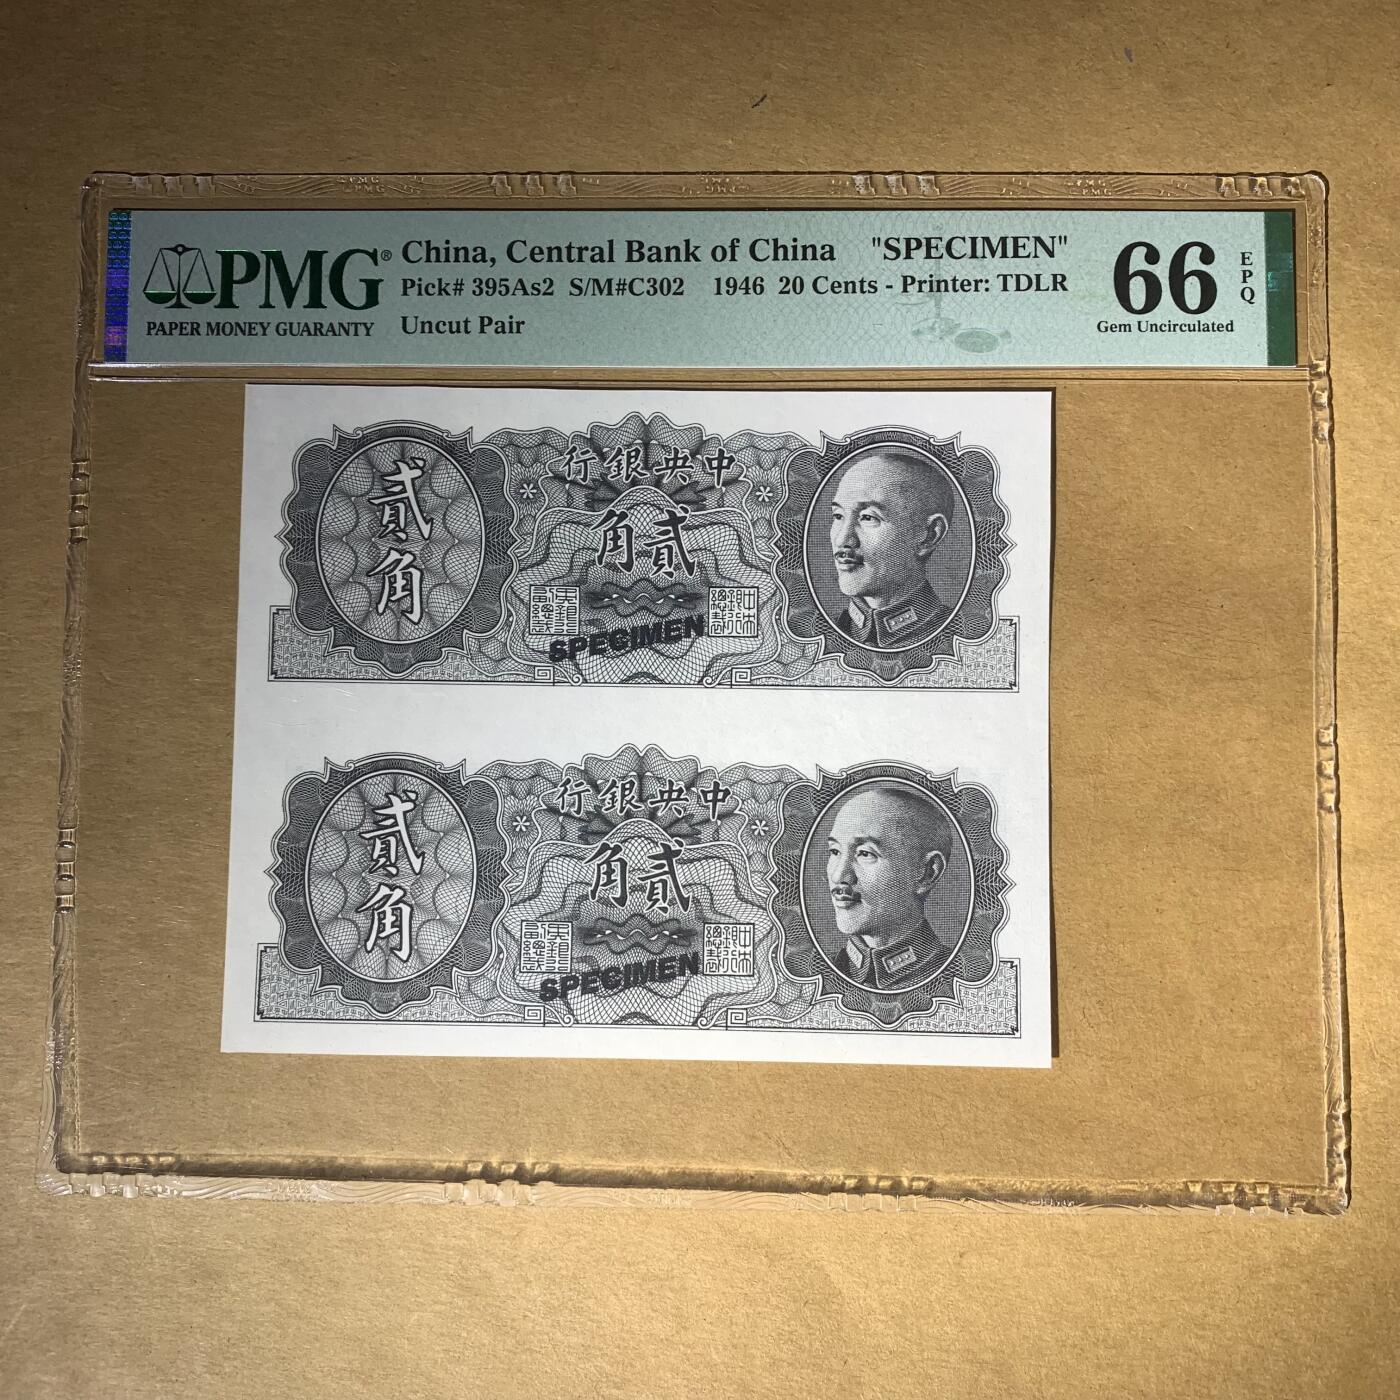 PMG®
PAPER MONEY GUARANTY
China, Central Bank of China "SPECIMEN"
Pick# 395As2 S/M#C302 1946 20 Cents - Printer: TDLR
Uncut Pair
66
EPQ
Gem Uncirculated
行銀央中
貳角
角貳
SPECIMEN
行銀央中
貳角
角貳
SPECIMEN